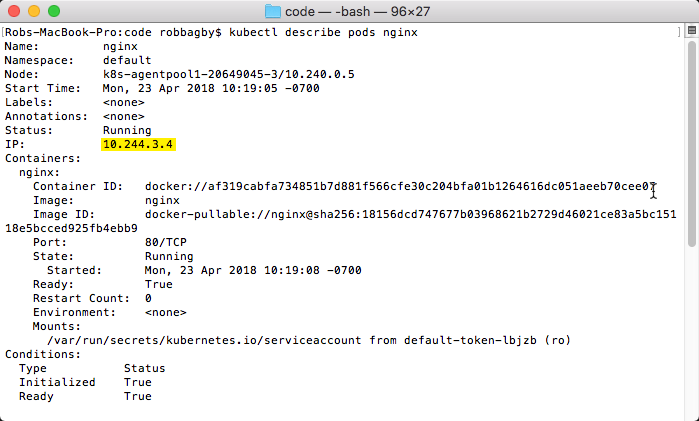 code — -bash — 96×27
[Robs-MacBook-Pro:code robbagby$ kubectl describe pods nginx ]
Name: nginx
Namespace: default
Node: k8s-agentpool1-20649045-3/10.240.0.5
Start Time: Mon, 23 Apr 2018 10:19:05 -0700
Labels: <none>
Annotations: <none>
Status: Running
IP: 10.244.3.4
Containers:
nginx:
Container ID: docker://af319cabfa734851b7d881f566cfe30c204bfa01b1264616dc051aeeb70cee07
Image: nginx
Image ID: docker-pullable://nginx@sha256:18156dcd747677b03968621b2729d46021ce83a5bc151
18e5bcced925fb4ebb9
Port: 80/TCP
State: Running
Started: Mon, 23 Apr 2018 10:19:08 -0700
Ready: True
Restart Count: 0
Environment: <none>
Mounts:
/var/run/secrets/kubernetes.io/serviceaccount from default-token-lbjzb (ro)
Conditions:
Type Status
Initialized True
Ready True